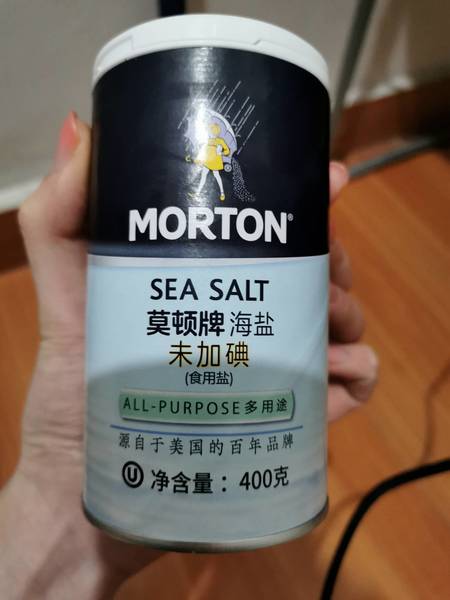 MORTON®
SEA SALT
莫顿牌 海盐
未加碘
(食用盐)
ALL-PURPOSE多用途
源自于美国的百年品牌
U 净含量：400克